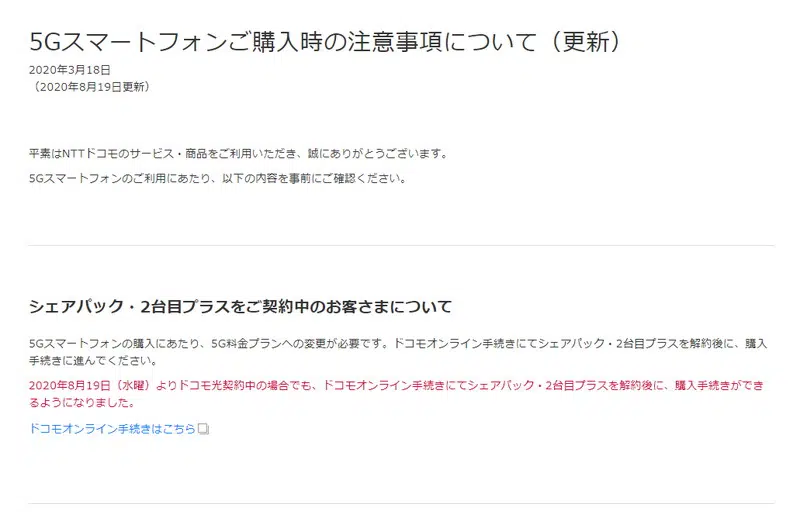 5Gスマートフォンご購入時の注意事項について（更新）
2020年3月18日
（2020年8月19日更新）
平素はNTTドコモのサービス・商品をご利用いただき、誠にありがとうございます。
5Gスマートフォンのご利用にあたり、以下の内容を事前にご確認ください。
シェアパック・2台目プラスをご契約中のお客さまについて
5Gスマートフォンの購入にあたり、5G料金プランへの変更が必要です。ドコモオンライン手続きにてシェアパック・2台目プラスを解約後に、購入
手続きに進んでください。
2020年8月19日（水曜）よりドコモ光契約中の場合でも、ドコモオンライン手続きにてシェアパック・2台目プラスを解約後に、購入手続きができ
るようになりました。
ドコモオンライン手続きはこちら